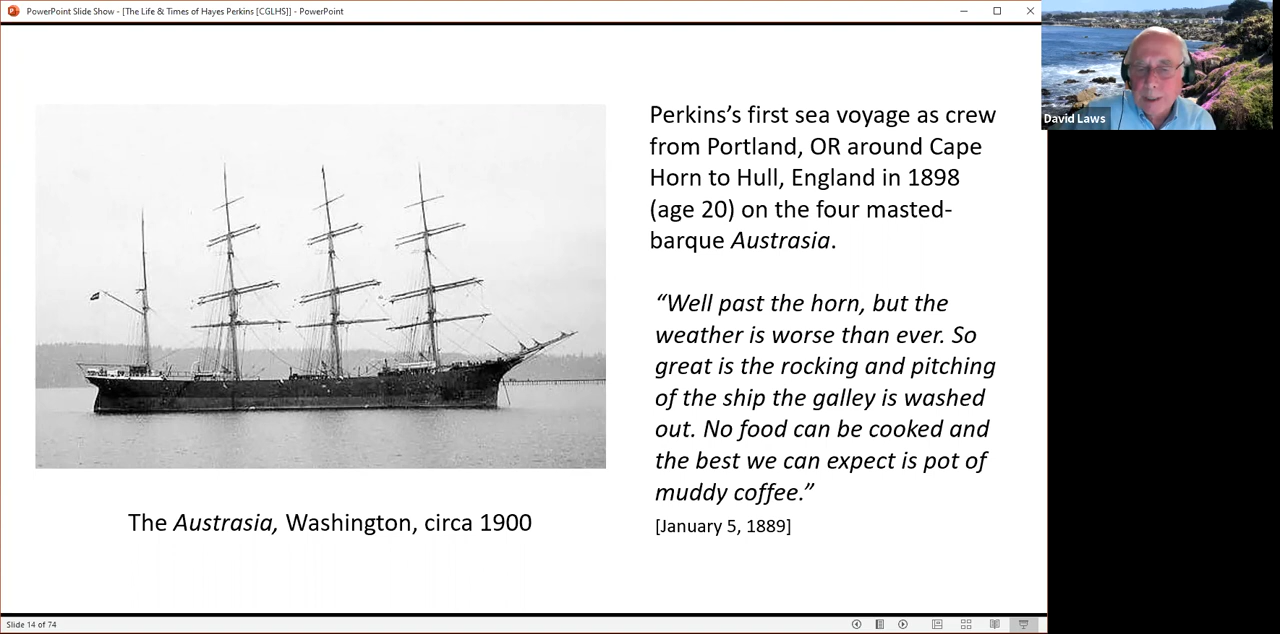 PowerPoint Slide Show - [The Life & Times of Hayes Perkins [CGLHS]] - PowerPoint
David Laws
Perkins’s first sea voyage as crew
from Portland, OR around Cape
Horn to Hull, England in 1898
(age 20) on the four masted-
barque Austrasia.
“Well past the horn, but the
weather is worse than ever. So
great is the rocking and pitching
of the ship the galley is washed
out. No food can be cooked and
the best we can expect is pot of
muddy coffee.”
[January 5, 1889]
The Austrasia, Washington, circa 1900
Slide 14 of 74